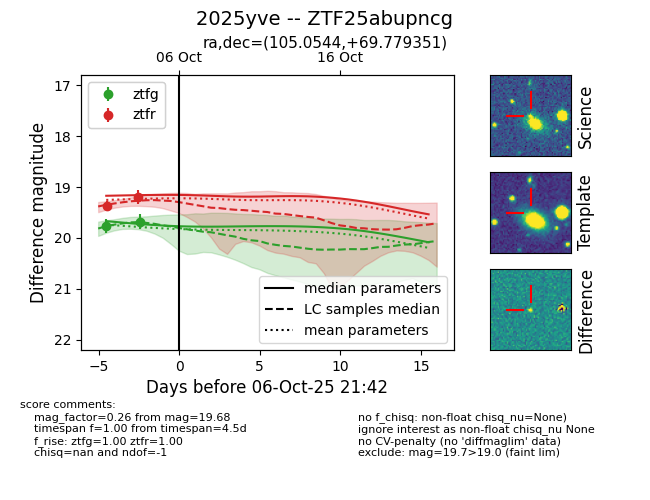 2025yve -- ZTF25abupncg
ra,dec=(105.0544,+69.779351)
06 Oct
16 Oct
17
18
19
20
21
22
Difference magnitude
ztfg
ztfr
median parameters
LC samples median
mean parameters
−5
0
5
10
15
Days before 06-Oct-25 21:42
Science
Template
Difference
score comments:
mag_factor=0.26 from mag=19.68
timespan f=1.00 from timespan=4.5d
f_rise: ztfg=1.00 ztfr=1.00
chisq=nan and ndof=-1
no f_chisq: non-float chisq_nu=None)
ignore interest as non-float chisq_nu None
no CV-penalty (no 'diffmaglim' data)
exclude: mag=19.7>19.0 (faint lim)